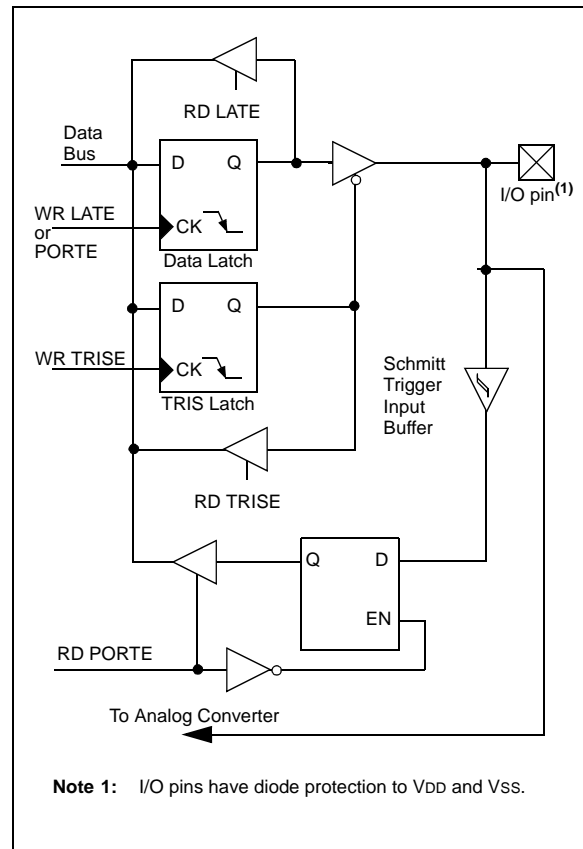 RD LATE
Data
Bus
D Q
I/O pin(1)
WR LATE
or
PORTE
CK
Data Latch
D Q
WR TRISE
CK
TRIS Latch
Schmitt
Trigger
Input
Buffer
RD TRISE
Q D
EN
RD PORTE
To Analog Converter
Note 1: I/O pins have diode protection to VDD and VSS.